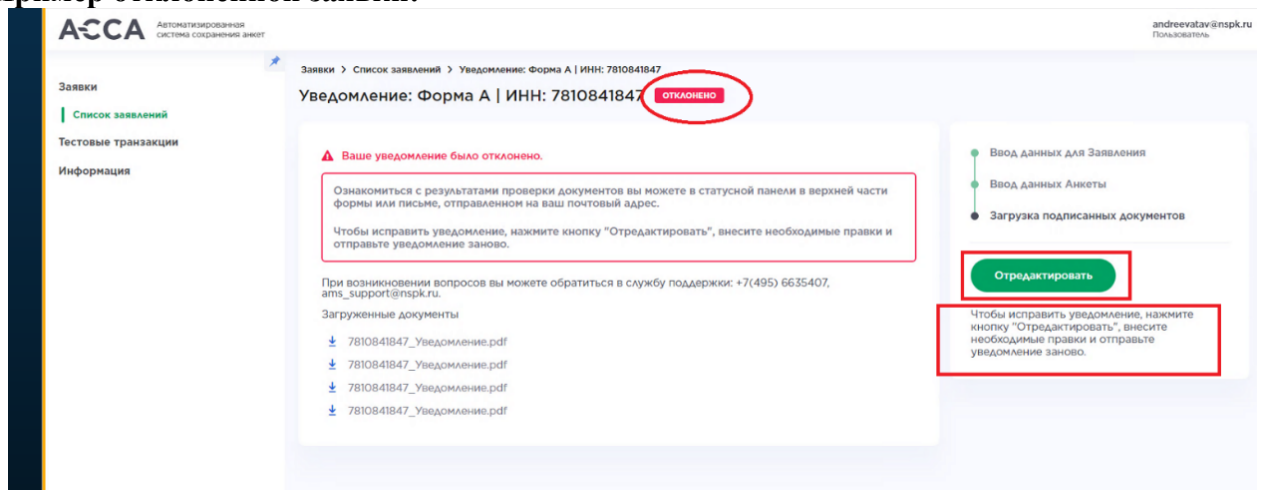 Пример отклоненной заявки:
АССА
Автоматизированная
система сохранения анкет
andreevatav@nspk.ru
Пользователь
Заявки
Список заявлений
Тестовые транзакции
Информация
Заявки > Список заявлений > Уведомление: Форма А | ИНН: 7810841847
Уведомление: Форма А | ИНН: 7810841847 ОТКЛОНЕНО
Ваше уведомление было отклонено.
Ознакомиться с результатами проверки документов вы можете в статусной панели в верхней части
формы или письме, отправленном на ваш почтовый адрес.
Чтобы исправить уведомление, нажмите кнопку "Отредактировать", внесите необходимые правки и
отправьте уведомление заново.
При возникновении вопросов вы можете обратиться в службу поддержки: +7(495) 6635407,
ams_support@nspk.ru.
Загруженные документы
7810841847_Уведомление.pdf
7810841847_Уведомление.pdf
7810841847_Уведомление.pdf
7810841847_Уведомление.pdf
Ввод данных для Заявления
Ввод данных Анкеты
Загрузка подписанных документов
Отредактировать
Чтобы исправить уведомление, нажмите
кнопку "Отредактировать", внесите
необходимые правки и отправьте
уведомление заново.